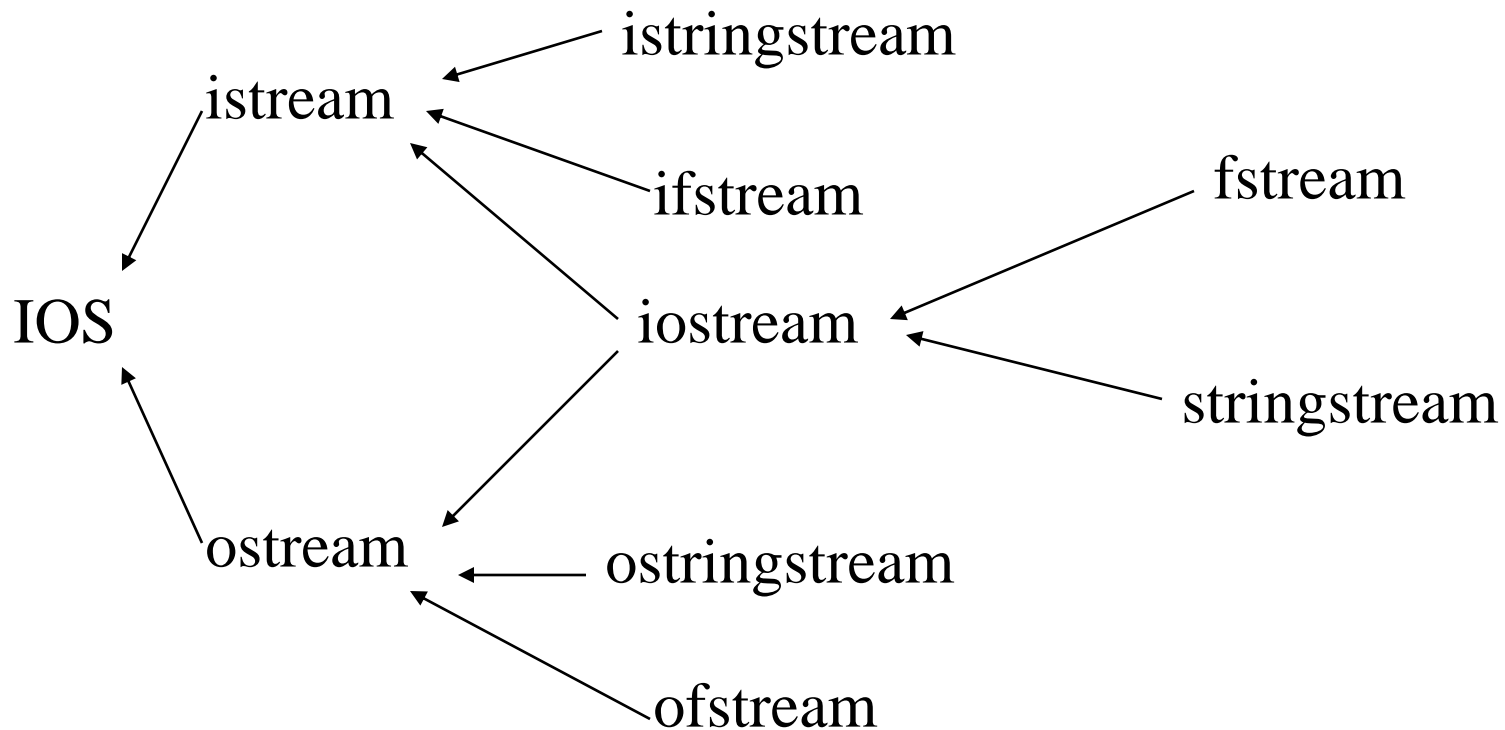 istringstream
istream
ifstream
fstream
IOS
iostream
stringstream
ostream
ostringstream
ofstream